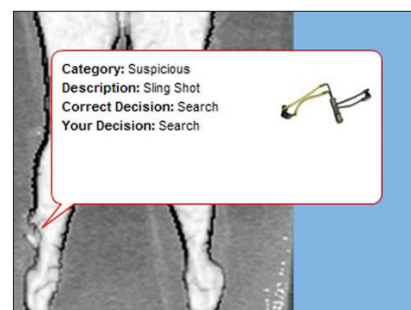 Category: Suspicious
Description: Sling Shot
Correct Decision: Search
Your Decision: Search